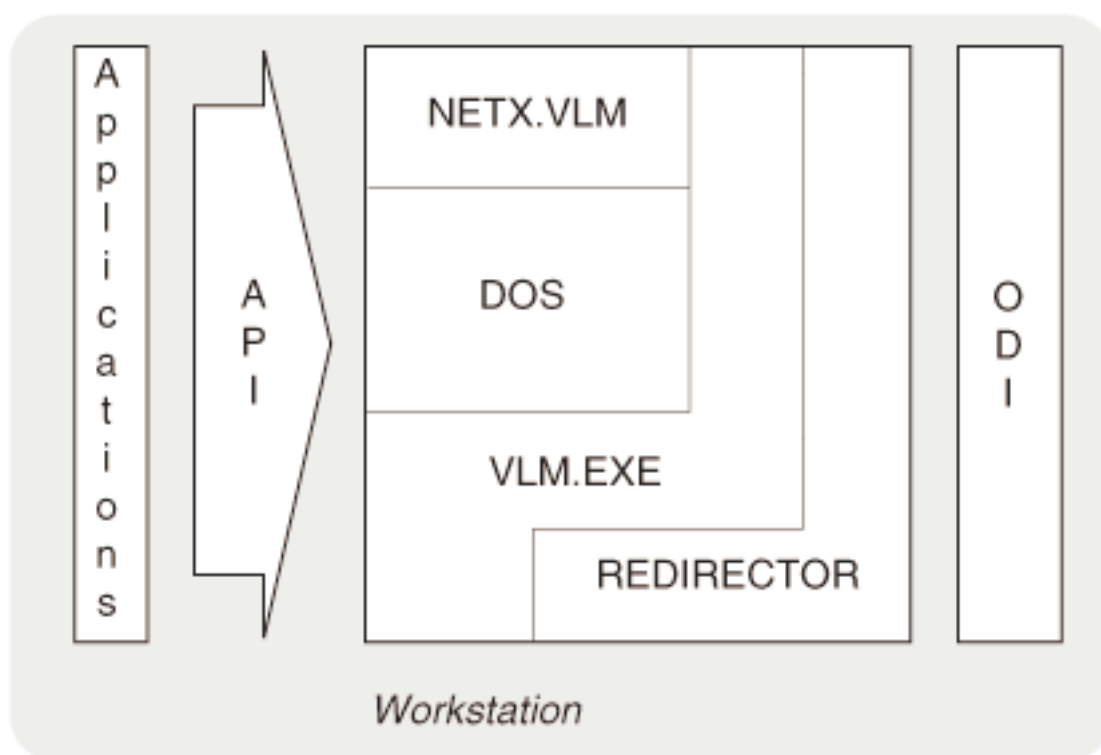 Applications
API
NETX.VLM
DOS
VLM.EXE
REDIRECTOR
ODI
Workstation